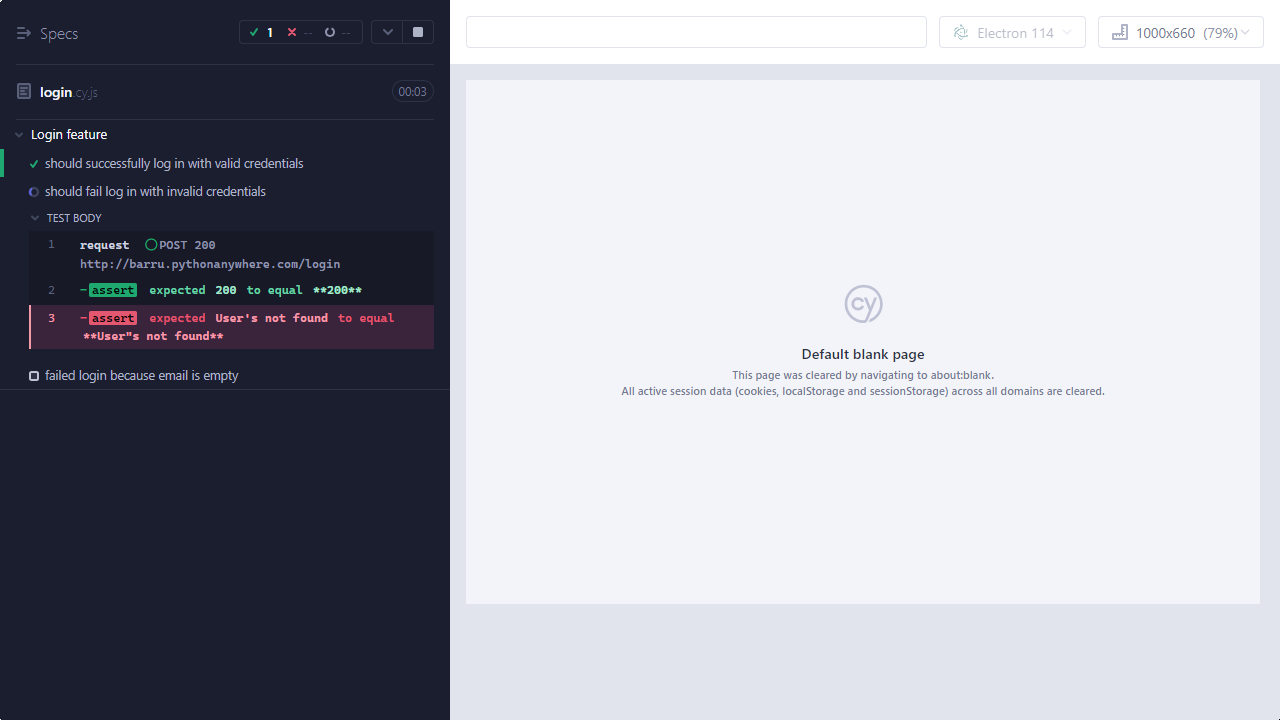 Specs
1 -- --
login.cy.js
00:03
Login feature
should successfully log in with valid credentials
should fail log in with invalid credentials
TEST BODY
1 request POST 200
http://barru.pythonanywhere.com/login
2 -assert expected 200 to equal **200**
3 -assert expected User's not found to equal
**User"s not found**
failed login because email is empty
Electron 114
1000x660 (79%)
cy
Default blank page
This page was cleared by navigating to about:blank.
All active session data (cookies, localStorage and sessionStorage) across all domains are cleared.